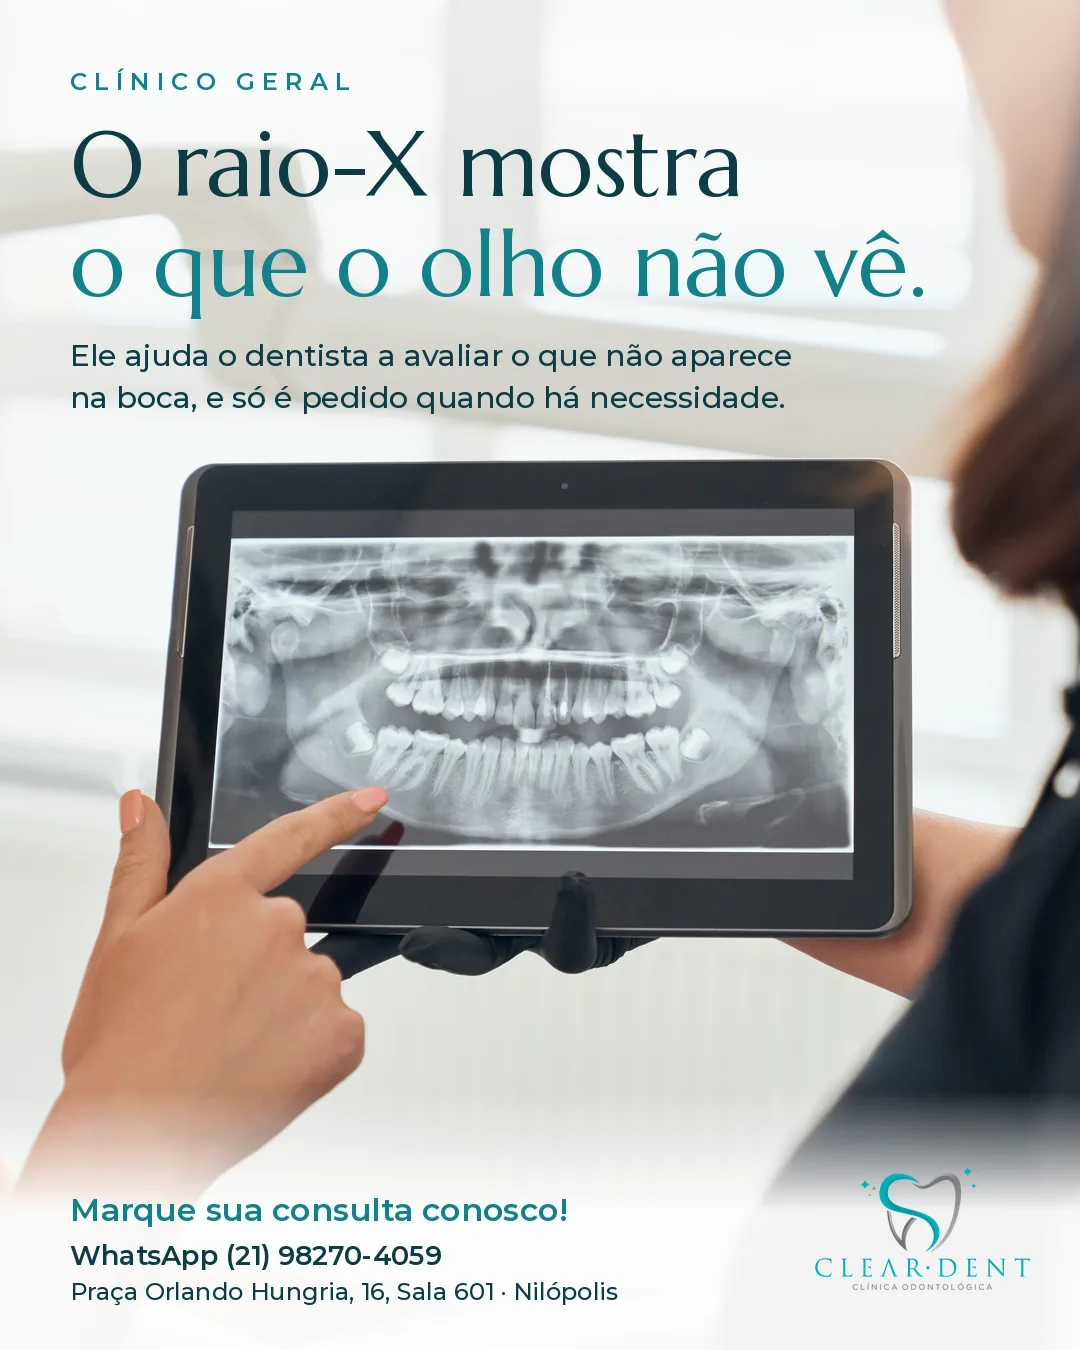 CLÍNICO GERAL
O raio-X mostra
o que o olho não vê.
Ele ajuda o dentista a avaliar o que não aparece
na boca, e só é pedido quando há necessidade.
Marque sua consulta conosco!
WhatsApp (21) 98270-4059
Praça Orlando Hungria, 16, Sala 601 · Nilópolis
CLEAR·DENT
CLÍNICA ODONTOLÓGICA